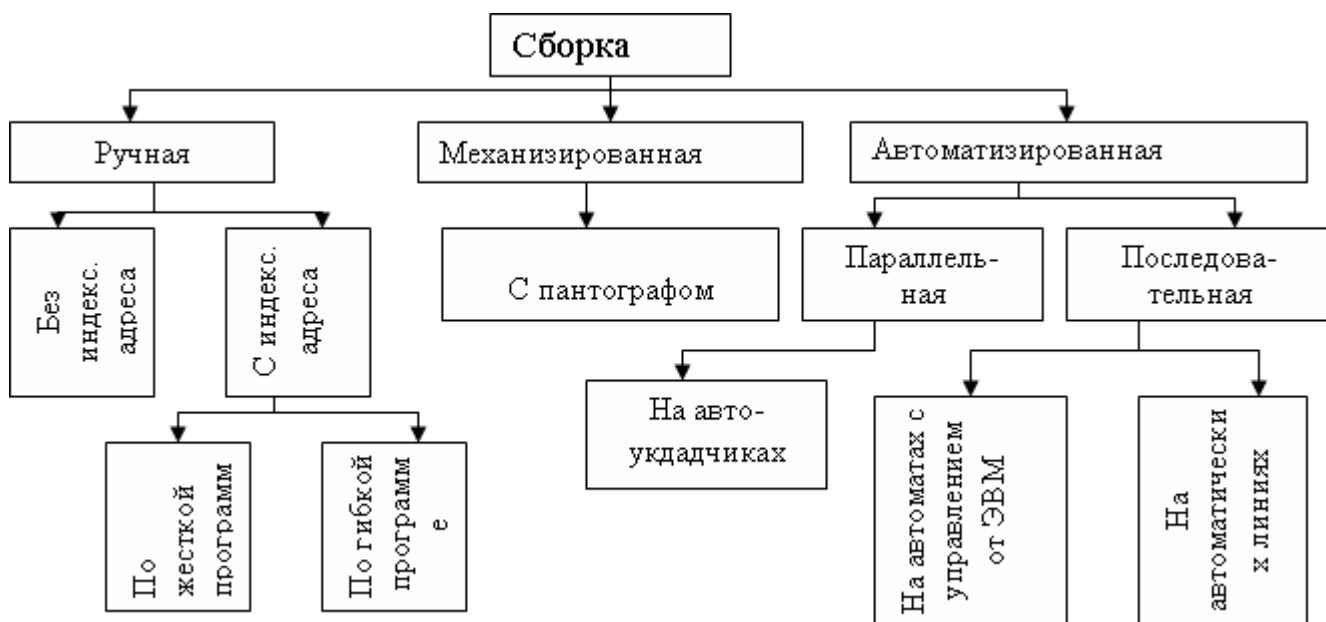 Сборка
Ручная
Механизированная
Автоматизированная
Без
индекс.
адреса
С индекс.
адреса
С пантографом
Параллель-
ная
Последова-
тельная
На авто-
укдадчиках
По
жесткой
программ
По гибкой
программ
е
На автоматах с
управлением
от ЭВМ
На
автоматически
х линиях